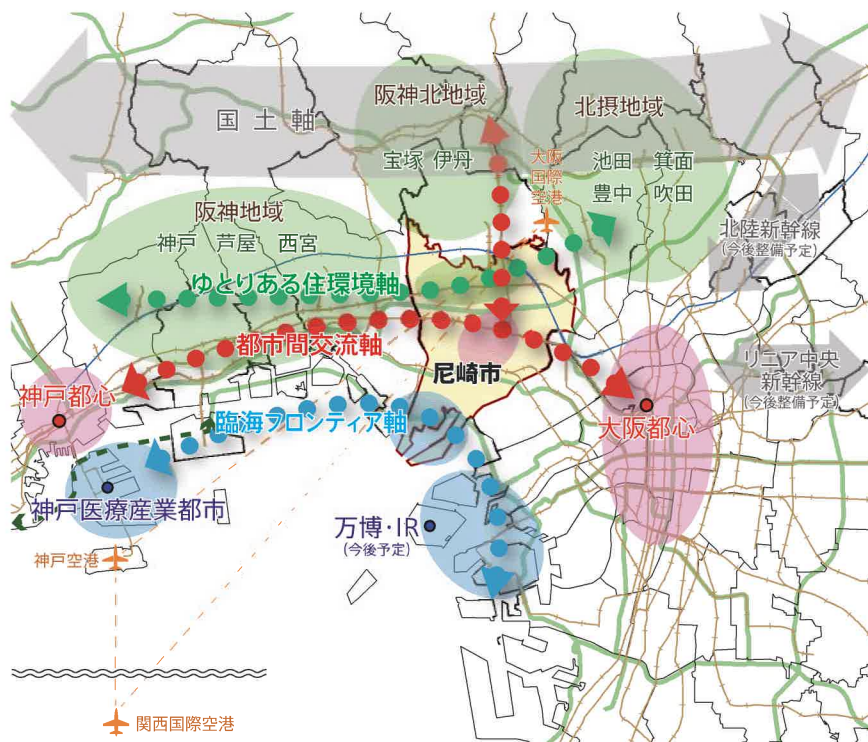 国土軸
阪神北地域
宝塚 伊丹
北摂地域
池田 箕面
豊中 吹田
大阪
国際
空港
阪神地域
神戸 芦屋 西宮
北陸新幹線
(今後整備予定)
ゆとりある住環境軸
都市間交流軸
尼崎市
リニア中央
新幹線
(今後整備予定)
神戸都心
臨海フロンティア軸
大阪都心
神戸医療産業都市
万博・IR
(今後予定)
神戸空港
関西国際空港